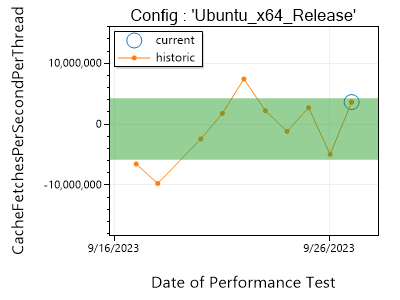 Config : 'Ubuntu_x64_Release'
current
historic
CacheFetchesPerSecondPerThread
10,000,000
0
-10,000,000
9/16/2023
9/26/2023
Date of Performance Test